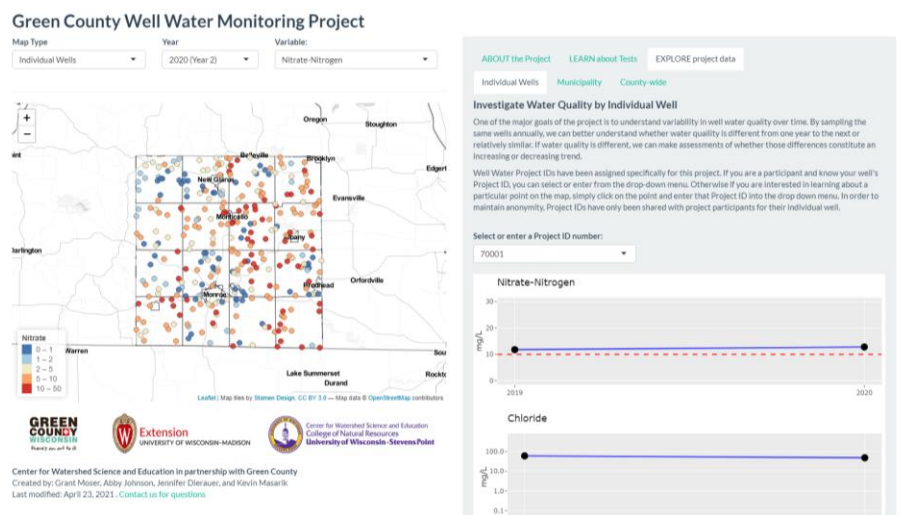 Green County Well Water Monitoring Project
Map Type
Year
Variable:
Individual Wells
2020 (Year 2)
Nitrate-Nitrogen
+
−
Oregon
Stoughton
Belleville
Brooklyn
Edgert
New Glarus
Evansville
Monticello
Albany
Darlington
Orfordville
Brodhead
Monroe
Nitrate
0 – 1
1 – 2
2 – 5
5 – 10
10 – 50
Warren
Sou
Lake Summerset
Rockto
Durand
Leaflet | Map tiles by Stamen Design, CC BY 3.0 — Map data © OpenStreetMap contributors
GREEN
COUNTY
WISCONSIN
Extension
UNIVERSITY OF WISCONSIN-MADISON
Center for Watershed Science and Education
College of Natural Resources
University of Wisconsin - Stevens Point
Center for Watershed Science and Education in partnership with Green County
Created by: Grant Moser, Abby Johnson, Jennifer Dierauer, and Kevin Masarik
Last modified: April 23, 2021. Contact us for questions
ABOUT the Project
LEARN about Tests
EXPLORE project data
Individual Wells
Municipality
County-wide
Investigate Water Quality by Individual Well
One of the major goals of the project is to understand variability in well water quality over time. By sampling the
same wells annually, we can better understand whether water quality is different from one year to the next or
relatively similar. If water quality is different, we can make assessments of whether those differences constitute an
increasing or decreasing trend.
Well Water Project IDs have been assigned specifically for this project. If you are a participant and know your well's
Project ID, you can select or enter from the drop-down menu. Otherwise if you are interested in learning about a
particular point on the map, simply click on the point and enter that Project ID into the drop down menu. In order to
maintain anonymity, Project IDs have only been shared with project participants for their individual well.
Select or enter a Project ID number:
70001
Nitrate-Nitrogen
30
20
10
0
mg/L
2019
2020
Chloride
100.0
10.0
1.0
0.1
mg/L